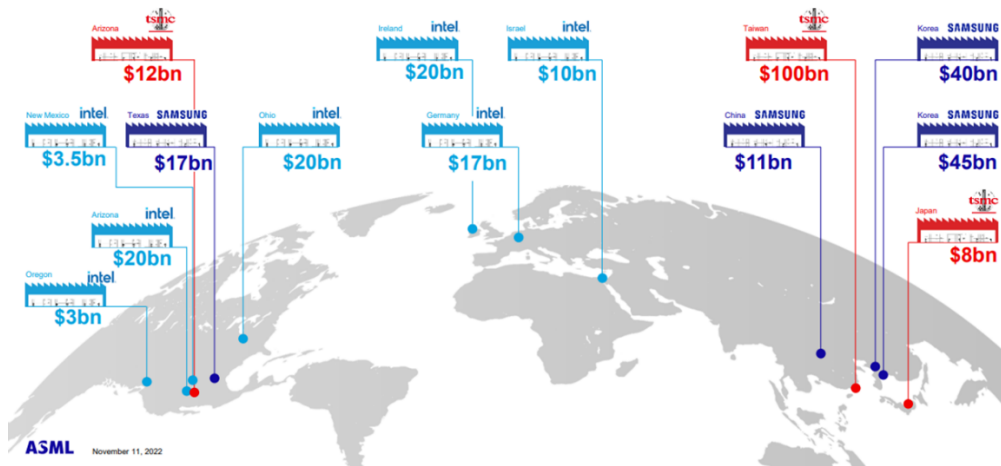 Arizona tsmc
$12bn
Ireland intel.
$20bn
Israel intel.
$10bn
Taiwan tsmc
$100bn
Korea SAMSUNG
$40bn
New Mexico intel.
$3.5bn
Texas SAMSUNG
$17bn
Ohio intel.
$20bn
Germany intel.
$17bn
China SAMSUNG
$11bn
Korea SAMSUNG
$45bn
Arizona intel.
$20bn
Japan tsmc
$8bn
Oregon intel.
$3bn
ASML November 11, 2022